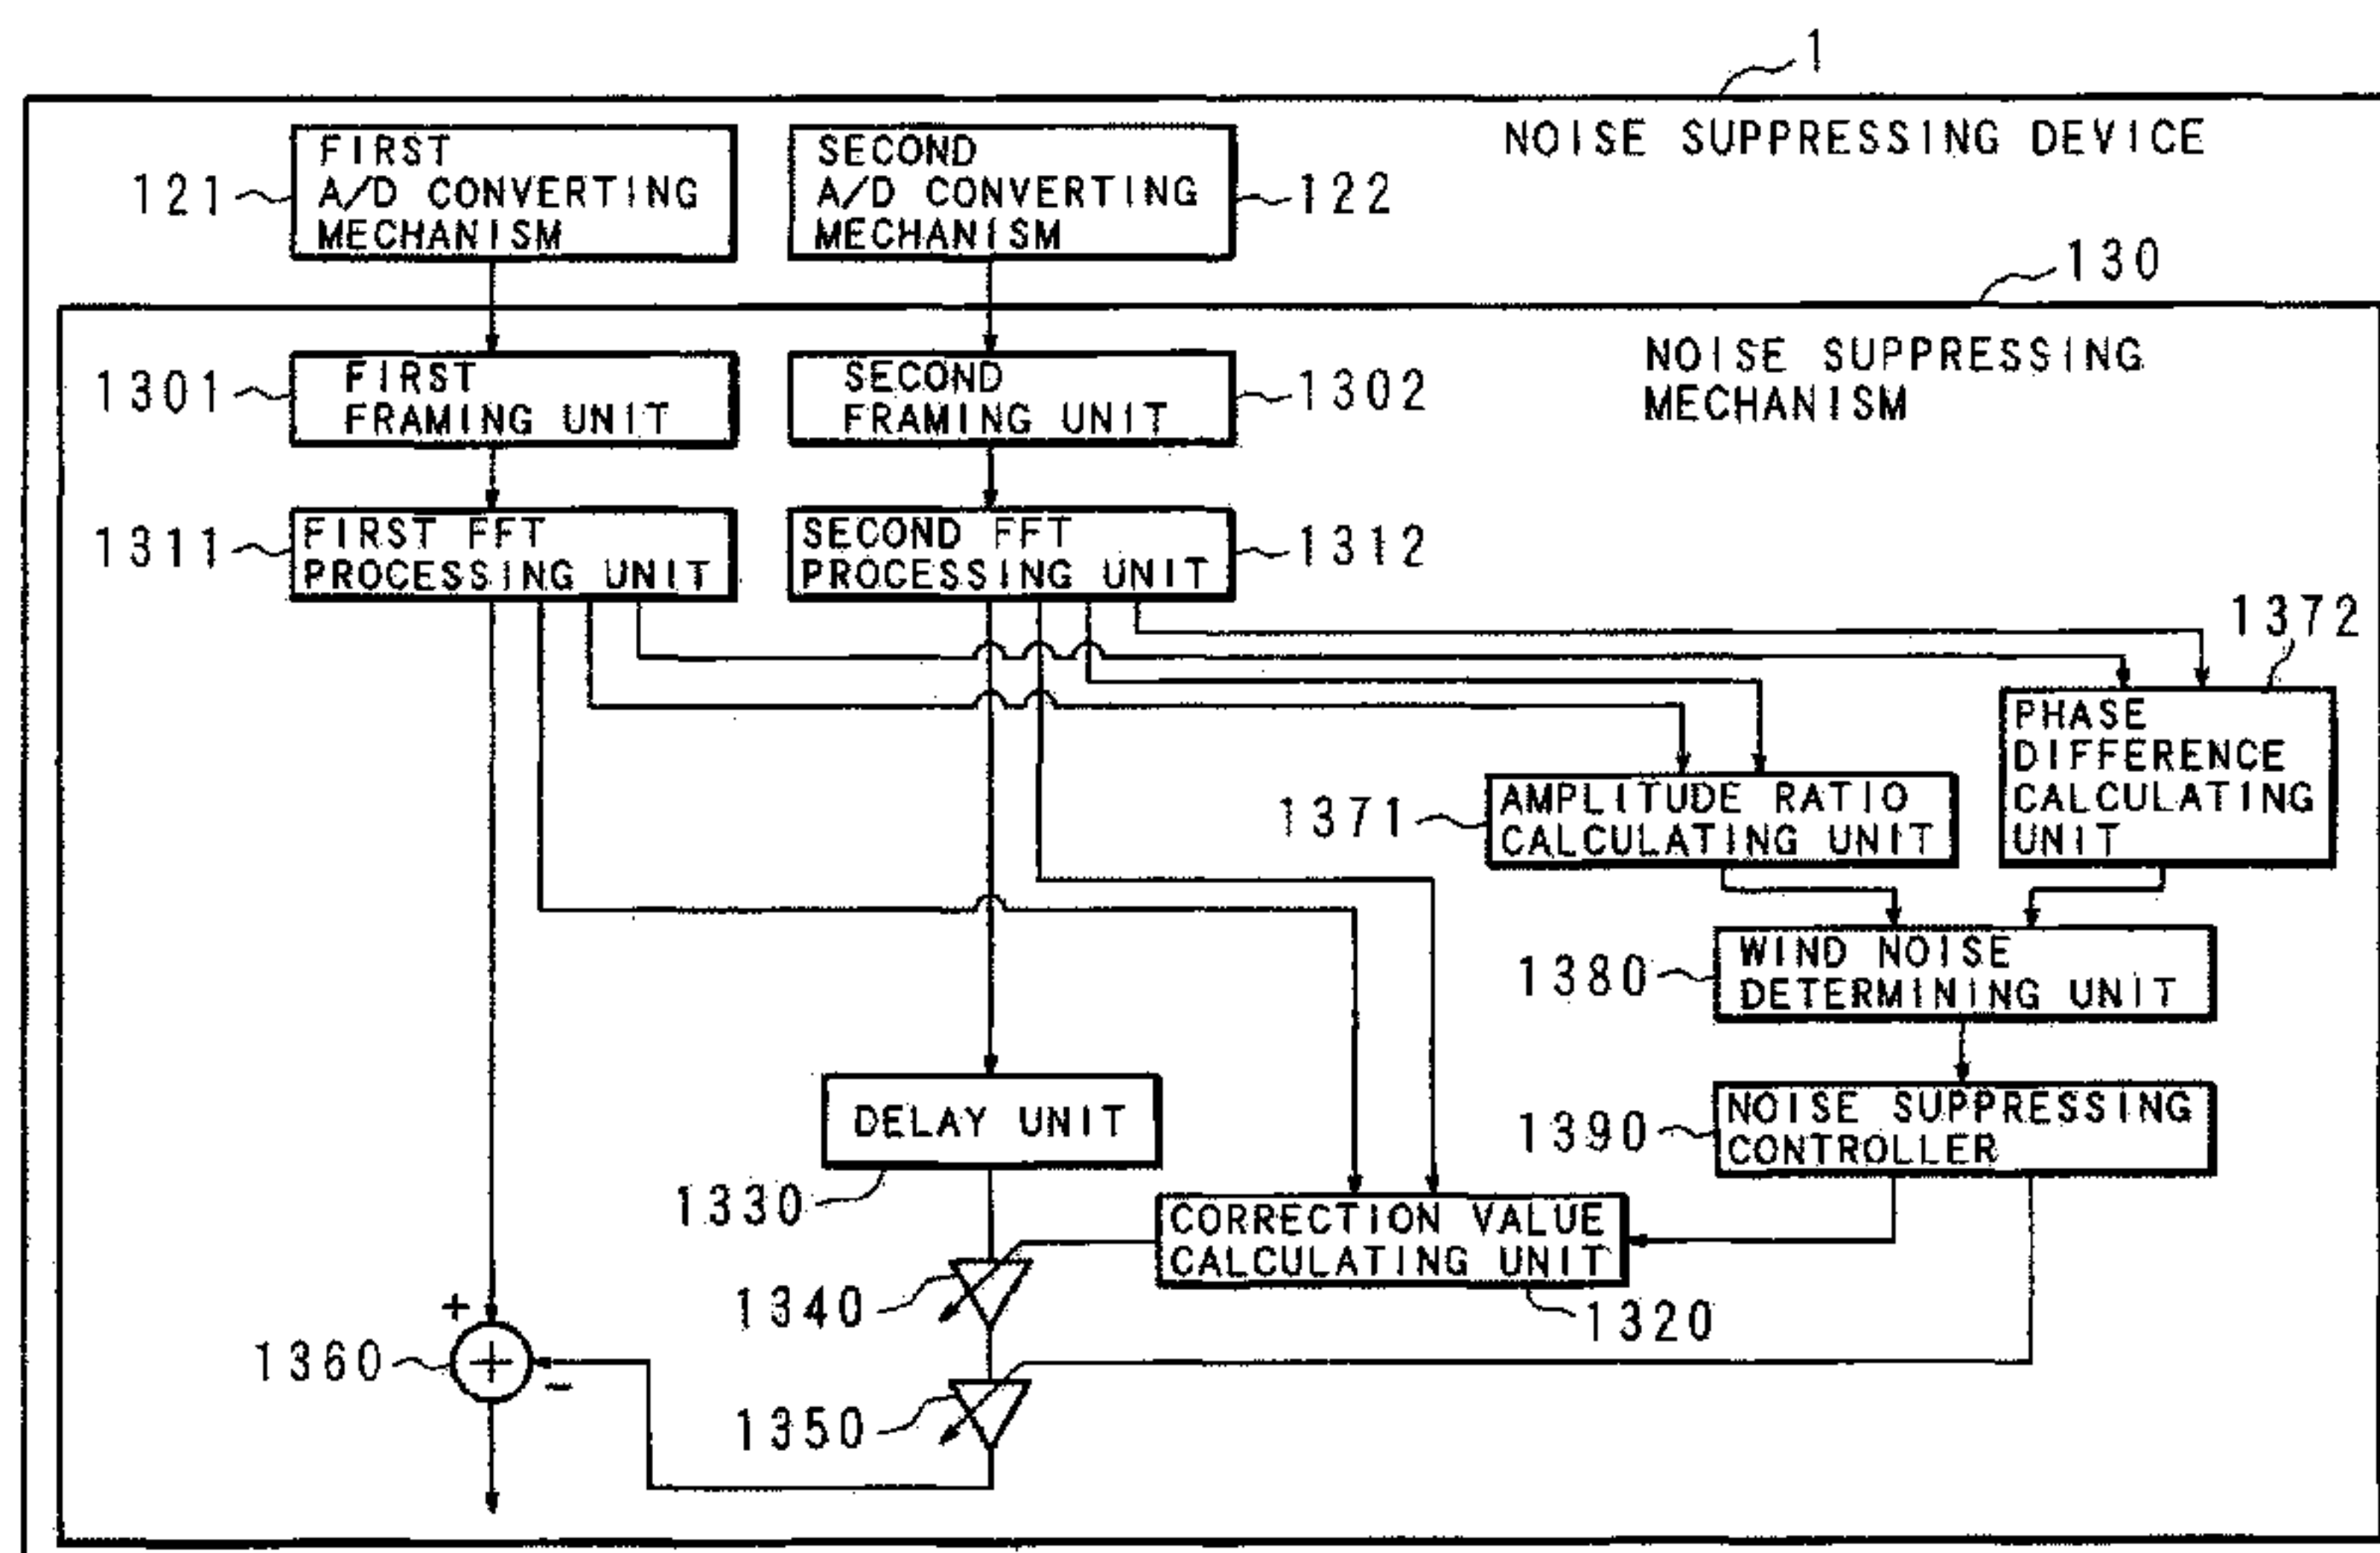 1
NOISE SUPPRESSING DEVICE
121
FIRST
A/D CONVERTING
MECHANISM
SECOND
A/D CONVERTING
MECHANISM
122
130
NOISE SUPPRESSING
MECHANISM
1301
FIRST
FRAMING UNIT
SECOND
FRAMING UNIT
1302
1311
FIRST FFT
PROCESSING UNIT
SECOND FFT
PROCESSING UNIT
1312
1372
PHASE
DIFFERENCE
CALCULATING
UNIT
1371
AMPLITUDE RATIO
CALCULATING UNIT
1380
WIND NOISE
DETERMINING UNIT
DELAY UNIT
1330
1390
NOISE SUPPRESSING
CONTROLLER
CORRECTION VALUE
CALCULATING UNIT
1320
1340
+
1360
+
−
1350